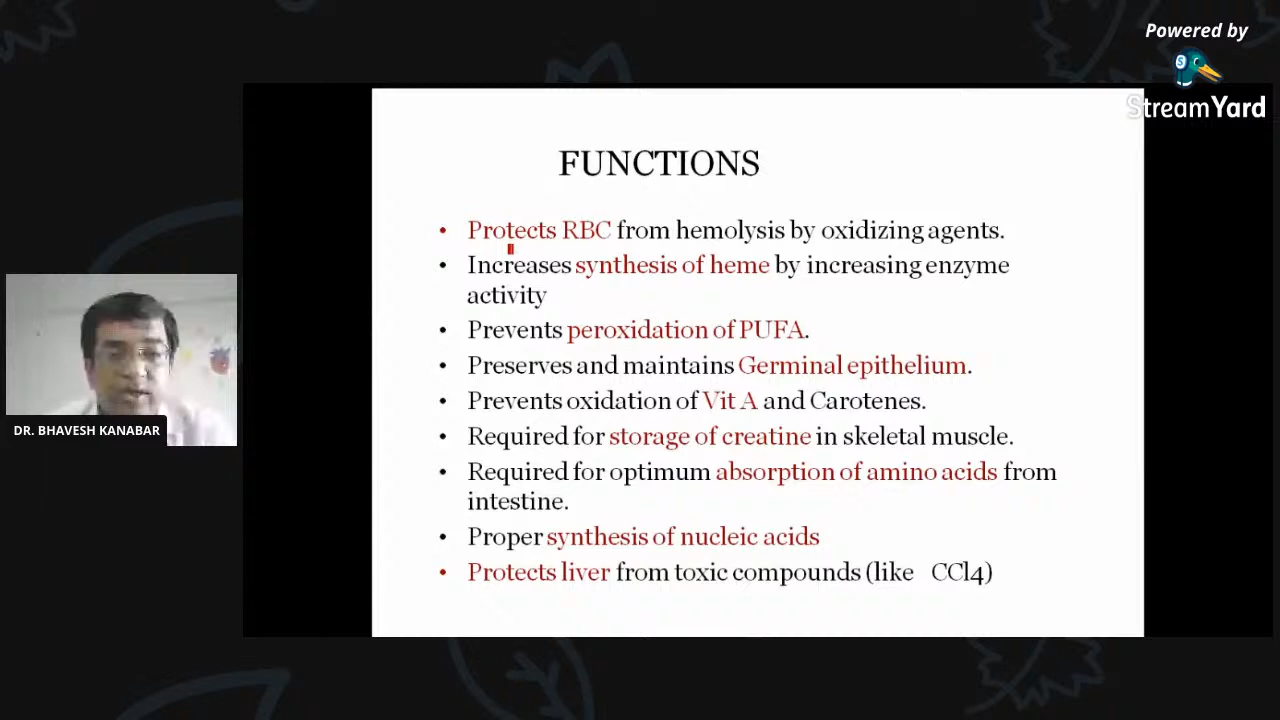 Powered by
StreamYard
FUNCTIONS
• Protects RBC from hemolysis by oxidizing agents.
• Increases synthesis of heme by increasing enzyme
activity
• Prevents peroxidation of PUFA.
• Preserves and maintains Germinal epithelium.
• Prevents oxidation of Vit A and Carotenes.
• Required for storage of creatine in skeletal muscle.
• Required for optimum absorption of amino acids from
intestine.
• Proper synthesis of nucleic acids
• Protects liver from toxic compounds (like CCl4)
DR. BHAVESH KANABAR